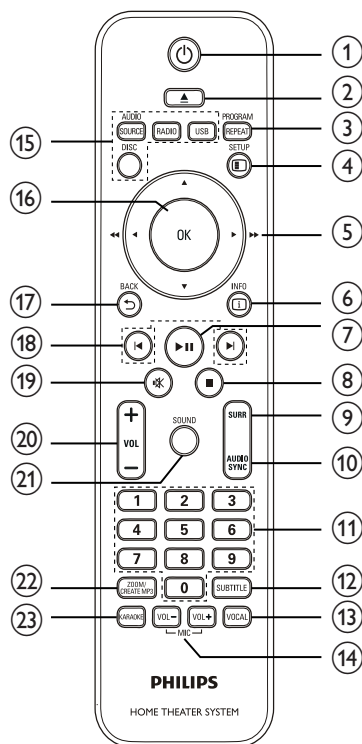 1
2
AUDIO PROGRAM
SOURCE RADIO USB REPEAT 3
15
DISC SETUP 4
16
OK 5
BACK INFO
17 i 6
7
18
19 8
SURR 9
20 VOL SOUND
AUDIO SYNC 10
21
1 2 3
4 5 6 11
7 8 9
22 ZOOM/ CREATE MP3 0 SUBTITLE 12
23 KARAOKE VOL- VOL+ VOCAL 13
MIC 14
PHILIPS
HOME THEATER SYSTEM